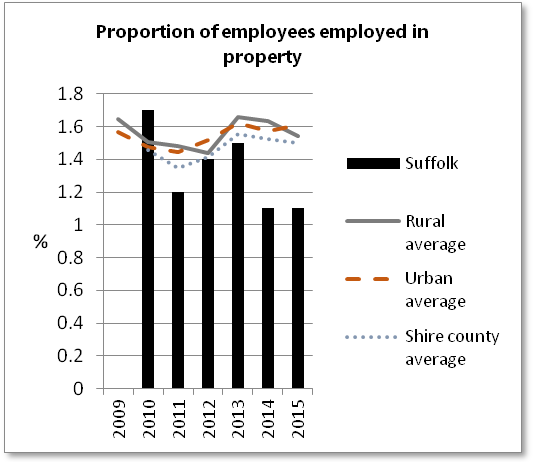 Proportion of employees employed in
property
1.8
1.6
1.4
1.2
1
0.8
0.6
0.4
0.2
0
%
2009
2010
2011
2012
2013
2014
2015
Suffolk
Rural
average
Urban
average
Shire county
average